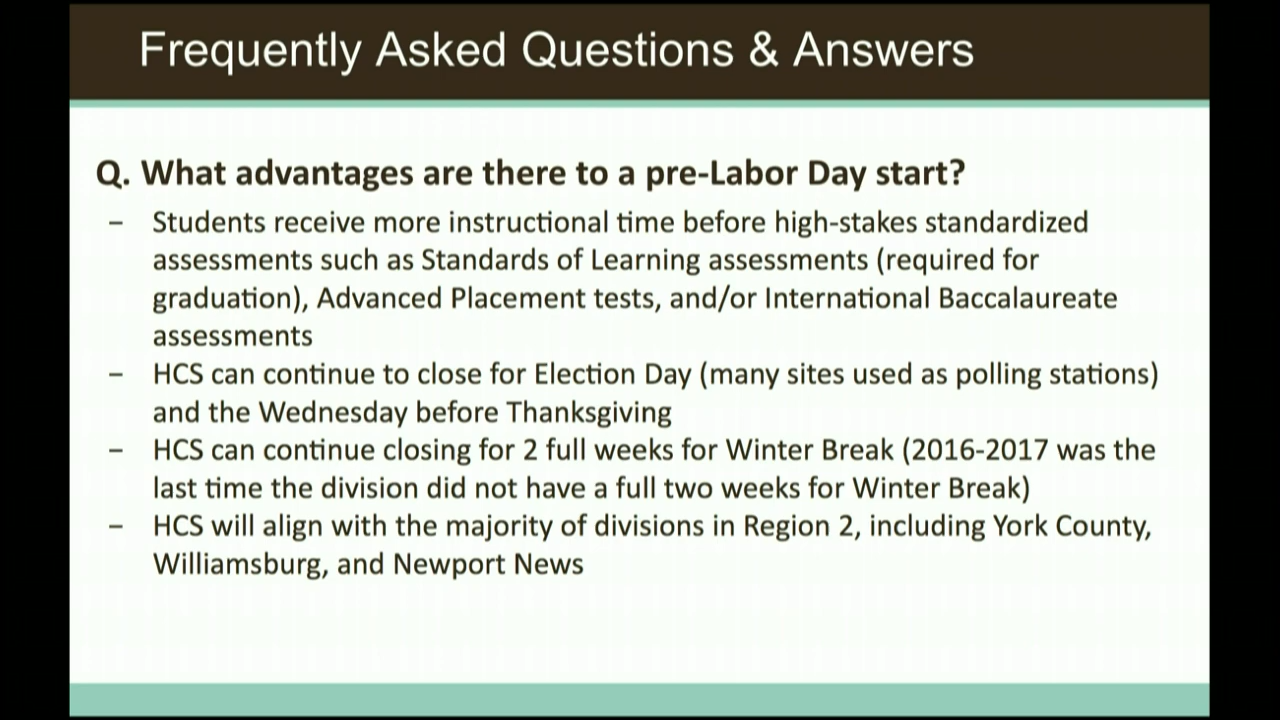 Frequently Asked Questions & Answers
Q. What advantages are there to a pre-Labor Day start?
– Students receive more instructional time before high-stakes standardized
assessments such as Standards of Learning assessments (required for
graduation), Advanced Placement tests, and/or International Baccalaureate
assessments
– HCS can continue to close for Election Day (many sites used as polling stations)
and the Wednesday before Thanksgiving
– HCS can continue closing for 2 full weeks for Winter Break (2016-2017 was the
last time the division did not have a full two weeks for Winter Break)
– HCS will align with the majority of divisions in Region 2, including York County,
Williamsburg, and Newport News